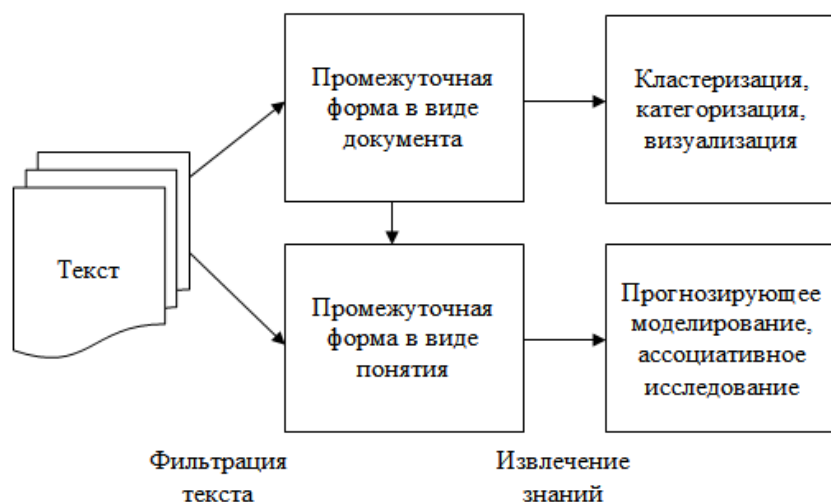 Текст
Промежуточная
форма в виде
документа
Кластеризация,
категоризация,
визуализация
Промежуточная
форма в виде
понятия
Прогнозирующее
моделирование,
ассоциативное
исследование
Фильтрация
текста
Извлечение
знаний